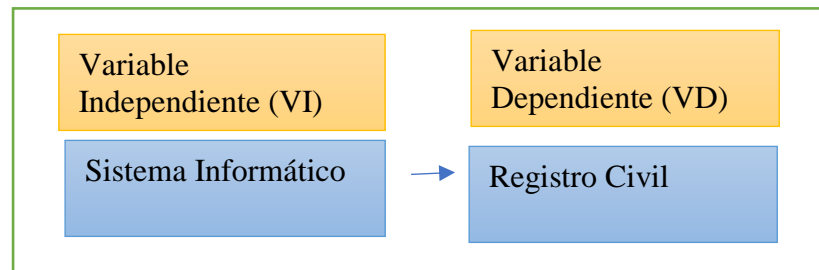 Variable
Independiente (VI)
Variable
Dependiente (VD)
Sistema Informático
Registro Civil